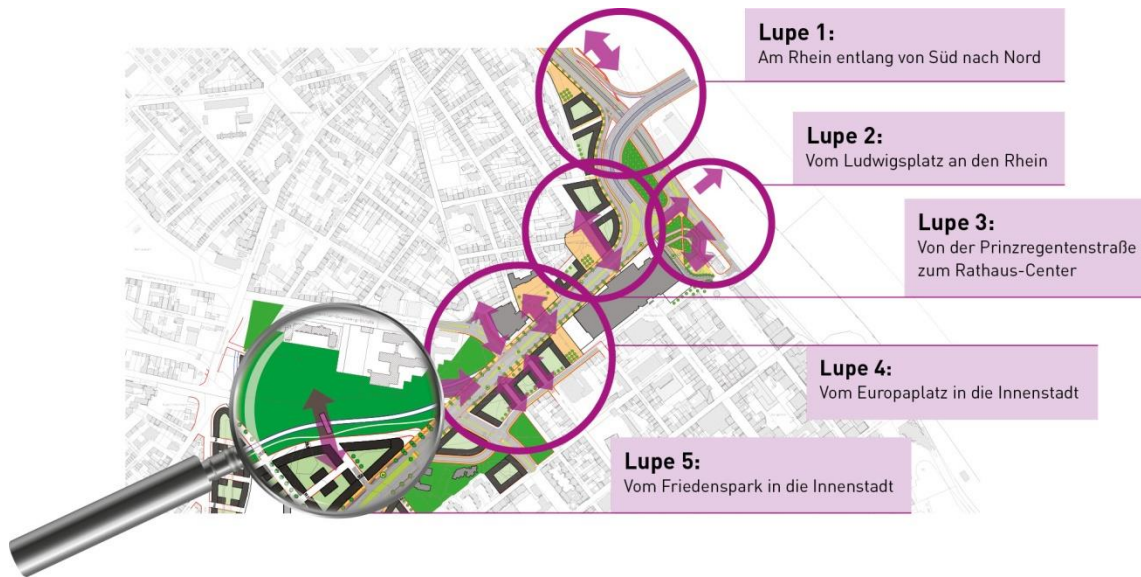 Lupe 1:
Am Rhein entlang von Süd nach Nord
Lupe 2:
Vom Ludwigsplatz an den Rhein
Lupe 3:
Von der Prinzregentenstraße
zum Rathaus-Center
Lupe 4:
Vom Europaplatz in die Innenstadt
Lupe 5:
Vom Friedenspark in die Innenstadt